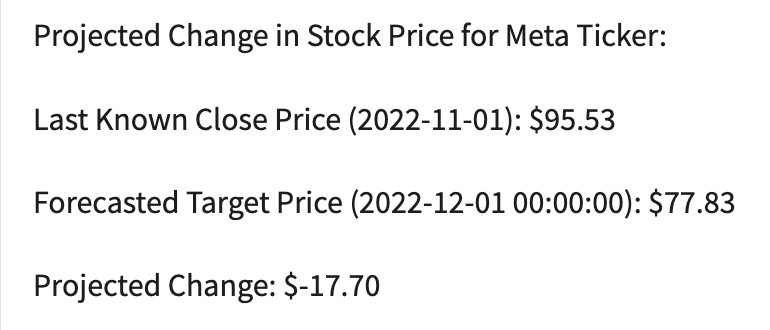 Projected Change in Stock Price for Meta Ticker:
Last Known Close Price (2022-11-01): $95.53
Forecasted Target Price (2022-12-01 00:00:00): $77.83
Projected Change: $-17.70